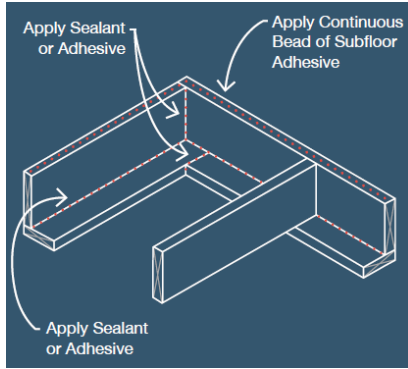 Apply Sealant
or Adhesive
Apply Continuous
Bead of Subfloor
Adhesive
Apply Sealant
or Adhesive